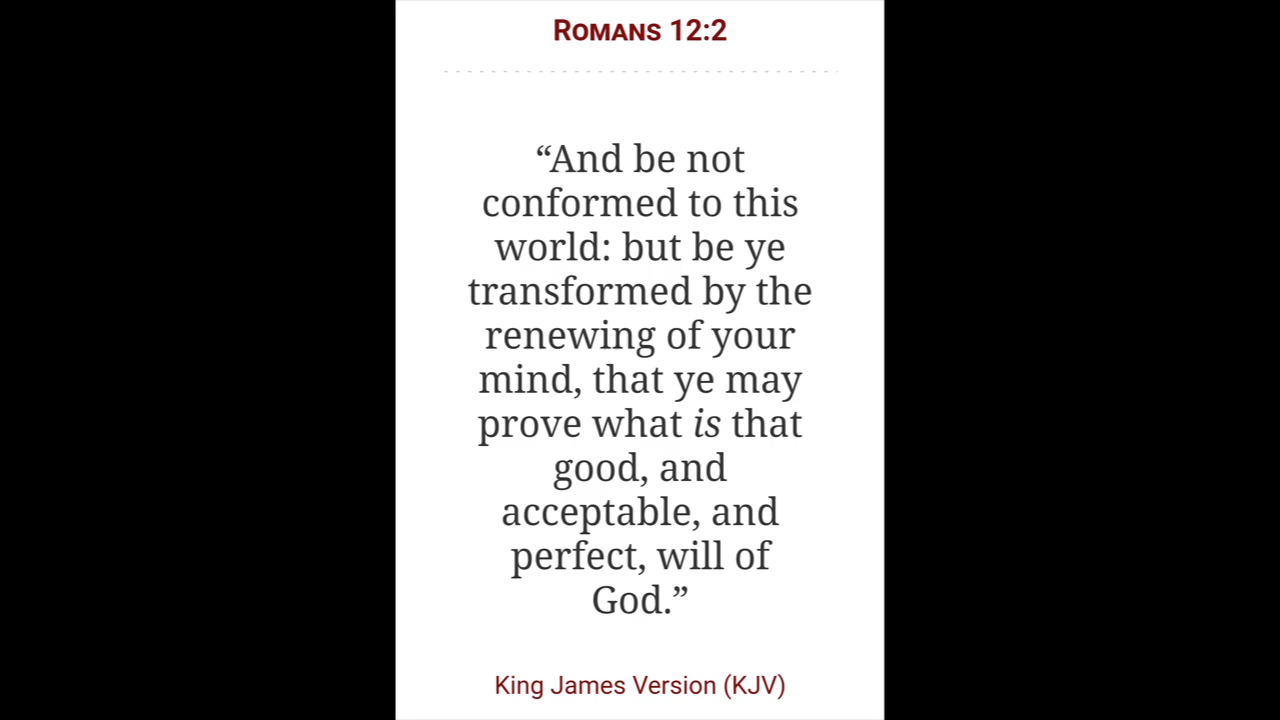 Romans 12:2
“And be not
conformed to this
world: but be ye
transformed by the
renewing of your
mind, that ye may
prove what is that
good, and
acceptable, and
perfect, will of
God.”
King James Version (KJV)